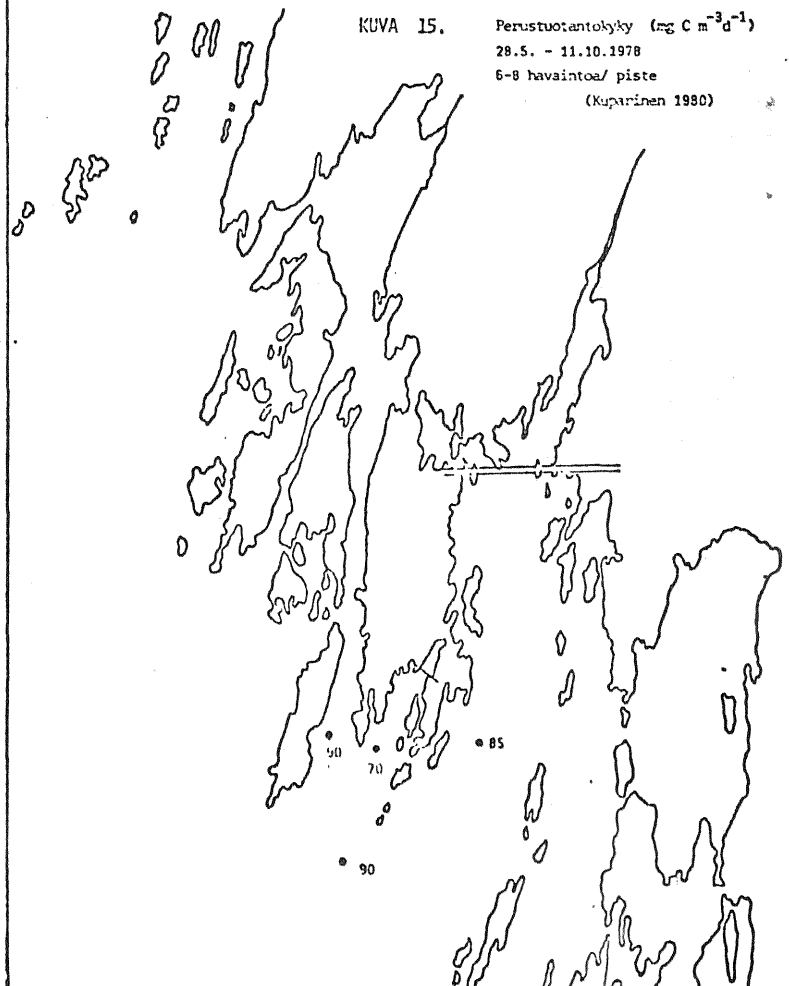 KUVA 15.
Perustuotantokyky (mg C m⁻³d⁻¹)
28.5. - 11.10.1978
6-8 havaintoa/ piste
(Kuparinen 1980)
85
70
90